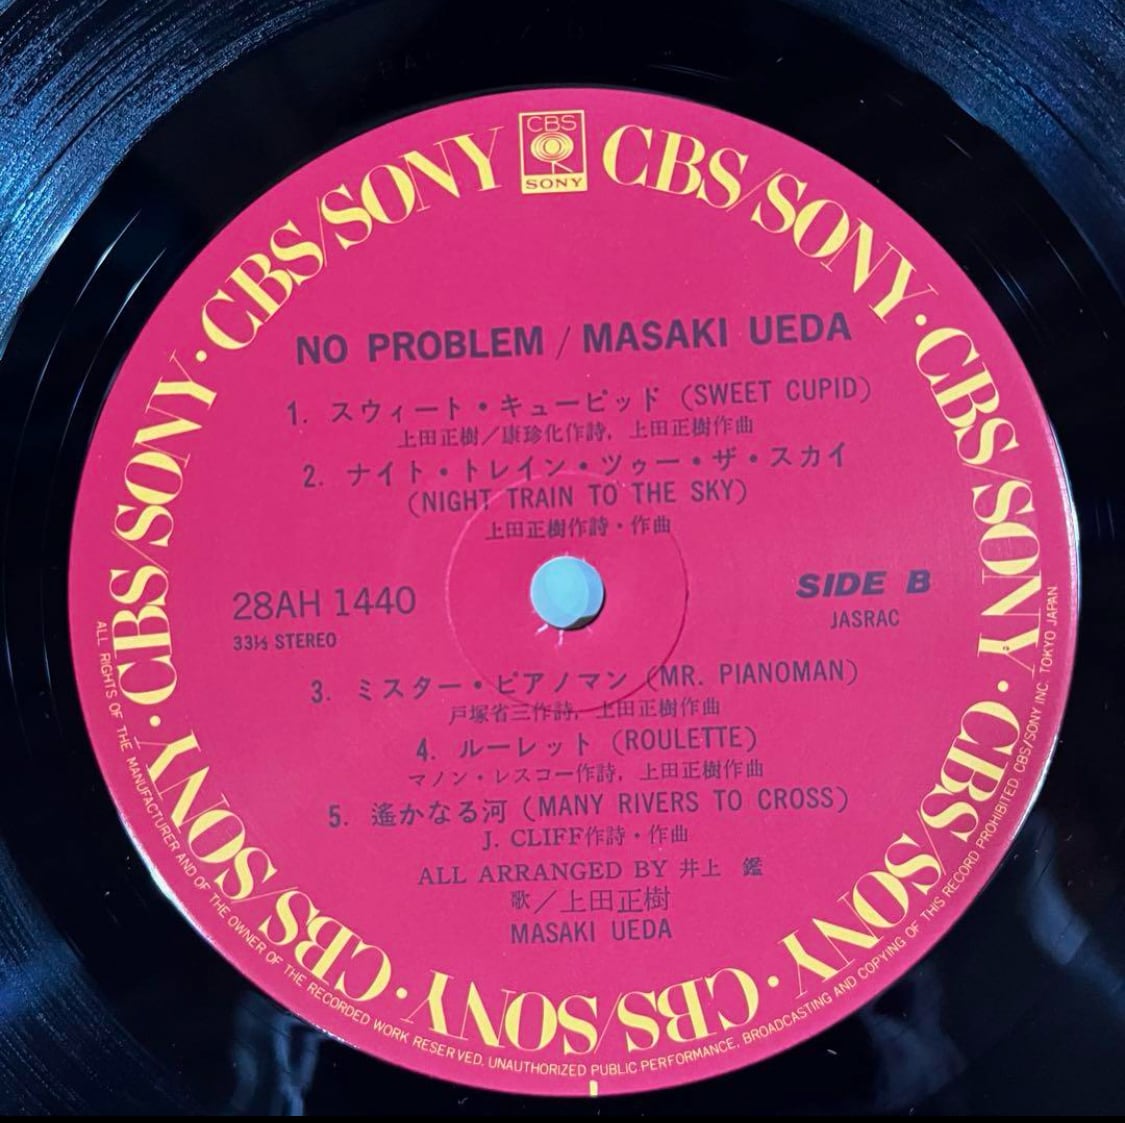 CBS
SONY
CBS/SONY · CBS/SONY · CBS/SONY · CBS/SONY · CBS/SONY · CBS/SONY · CBS/SONY · CBS/SONY · CBS/SONY
NO PROBLEM / MASAKI UEDA
1. スウィート・キューピッド (SWEET CUPID)
上田正樹／康珍化作詩，上田正樹作曲
2. ナイト・トレイン・ツゥー・ザ・スカイ
(NIGHT TRAIN TO THE SKY)
上田正樹作詩・作曲
28AH 1440
33⅓ STEREO
SIDE B
JASRAC
3. ミスター・ピアノマン (MR. PIANOMAN)
戸塚省三作詩，上田正樹作曲
4. ルーレット (ROULETTE)
マノン・レスコー作詩，上田正樹作曲
5. 遙かなる河 (MANY RIVERS TO CROSS)
J. CLIFF作詩・作曲
ALL ARRANGED BY 井上 鑑
歌／上田正樹
MASAKI UEDA
ALL RIGHTS OF THE MANUFACTURER AND OF THE OWNER OF THE RECORDED WORK RESERVED. UNAUTHORIZED PUBLIC PERFORMANCE, BROADCASTING AND COPYING OF THIS RECORD PROHIBITED CBS/SONY INC. TOKYO JAPAN